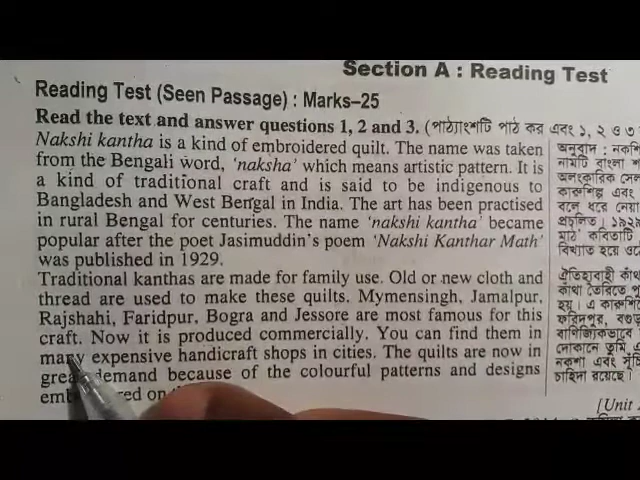 Section A : Reading Test
Reading Test (Seen Passage) : Marks–25
Read the text and answer questions 1, 2 and 3. (পাঠ্যাংশটি পাঠ কর এবং ১, ২ ও ৩
Nakshi kantha is a kind of embroidered quilt. The name was taken
from the Bengali word, ‘naksha’ which means artistic pattern. It is
a kind of traditional craft and is said to be indigenous to
Bangladesh and West Bengal in India. The art has been practised
in rural Bengal for centuries. The name ‘nakshi kantha’ became
popular after the poet Jasimuddin's poem ‘Nakshi Kanthar Math’
was published in 1929.
Traditional kanthas are made for family use. Old or new cloth and
thread are used to make these quilts. Mymensingh, Jamalpur,
Rajshahi, Faridpur, Bogra and Jessore are most famous for this
craft. Now it is produced commercially. You can find them in
many expensive handicraft shops in cities. The quilts are now in
great demand because of the colourful patterns and designs
on
অনুবাদ : নকশি
নামটি বাংলা শ
অলংকারিক সেল
কারুশিল্প এবং
বলে ধরে নেয়া
প্রচলিত। ১৯২৯
মাঠ’ কবিতাটি
বিখ্যাত হয়ে ওঠে
ঐতিহ্যবাহী কাঁথা
কাঁথা তৈরিতে পু
হয়। এ কারুশিল্পে
ফরিদপুর, বগুড়
বাণিজ্যিকভাবে
দোকানে তুমি এ
নকশা এবং সূচি
চাহিদা রয়েছে।
[Unit